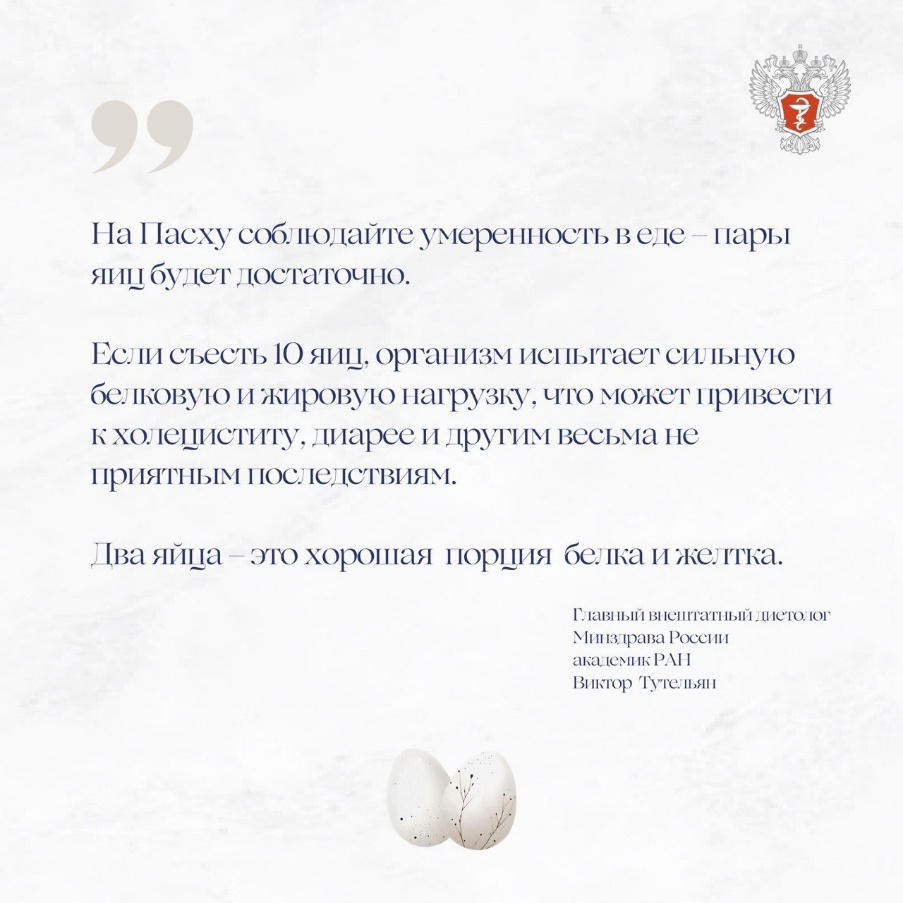 На Пасху соблюдайте умеренность в еде – пары
яиц будет достаточно.
Если съесть 10 яиц, организм испытает сильную
белковую и жировую нагрузку, что может привести
к холециститу, диарее и другим весьма не
приятным последствиям.
Два яйца – это хорошая порция белка и желтка.
Главный внештатный диетолог
Минздрава России
академик РАН
Виктор Тутельян